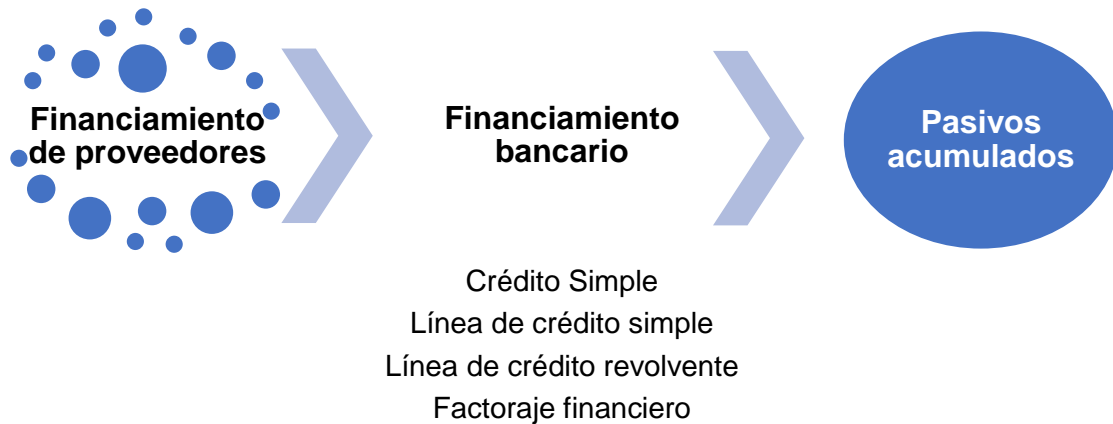 Financiamiento
de proveedores
Financiamiento
bancario
Pasivos
acumulados
Crédito Simple
Línea de crédito simple
Línea de crédito revolvente
Factoraje financiero